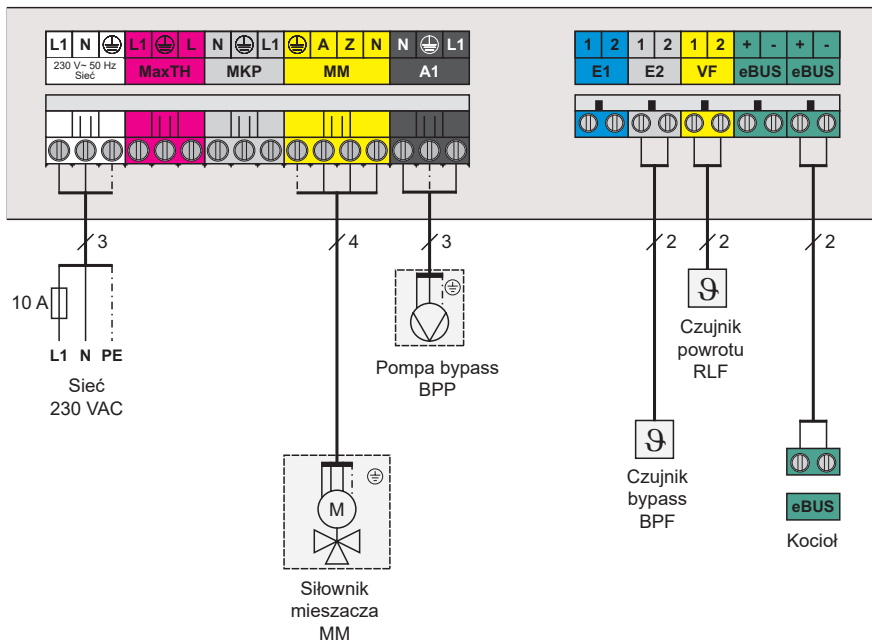 L1 N L1 L N L1 A Z N N L1 1 2 1 2 1 2 + - + -
230 V~ 50 Hz
Sieć
MaxTH MKP MM A1 E1 E2 VF eBUS eBUS
3 4 3 2 2 2
10 A
L1 N PE
Sieć
230 VAC
Pompa bypass
BPP
M
Siłownik
mieszacza
MM
ϑ
Czujnik
powrotu
RLF
ϑ
Czujnik
bypass
BPF
eBUS
Kocioł